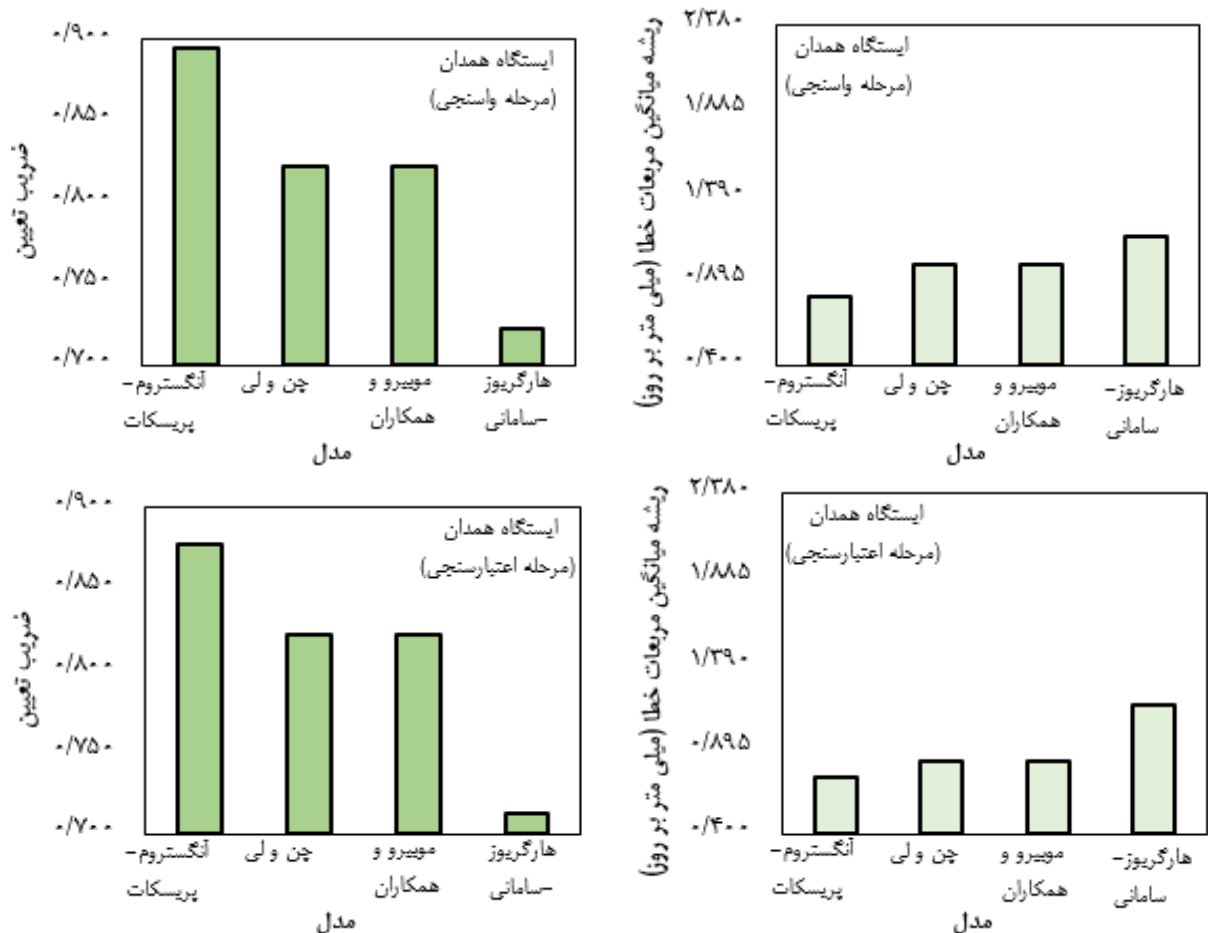 ضریب تعیین
۰/۹۰۰
۰/۸۵۰
۰/۸۰۰
۰/۷۵۰
۰/۷۰۰
ایستگاه همدان
(مرحله واسنجی)
آنگستروم-
پریسکات
چن و لی
موبیرو و
همکاران
هارگریوز
-سامانی
مدل
ریشه میانگین مربعات خطا (میلی متر بر روز)
۲/۳۸۰
۱/۸۸۵
۱/۳۹۰
۰/۸۹۵
۰/۴۰۰
ایستگاه همدان
(مرحله واسنجی)
آنگستروم-
پریسکات
چن و لی
موبیرو و
همکاران
هارگریوز-
سامانی
مدل
ضریب تعیین
۰/۹۰۰
۰/۸۵۰
۰/۸۰۰
۰/۷۵۰
۰/۷۰۰
ایستگاه همدان
(مرحله اعتبارسنجی)
آنگستروم-
پریسکات
چن و لی
موبیرو و
همکاران
هارگریوز
-سامانی
مدل
ریشه میانگین مربعات خطا (میلی متر بر روز)
۲/۳۸۰
۱/۸۸۵
۱/۳۹۰
۰/۸۹۵
۰/۴۰۰
ایستگاه همدان
(مرحله اعتبارسنجی)
آنگستروم-
پریسکات
چن و لی
موبیرو و
همکاران
هارگریوز-
سامانی
مدل